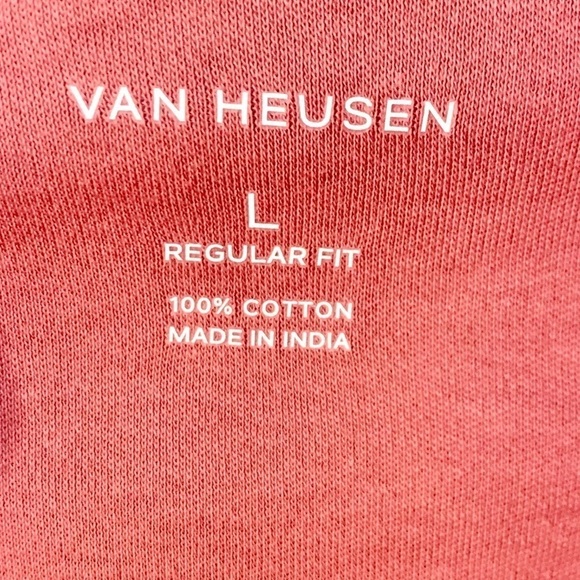 VAN HEUSEN
L
REGULAR FIT
100% COTTON
MADE IN INDIA